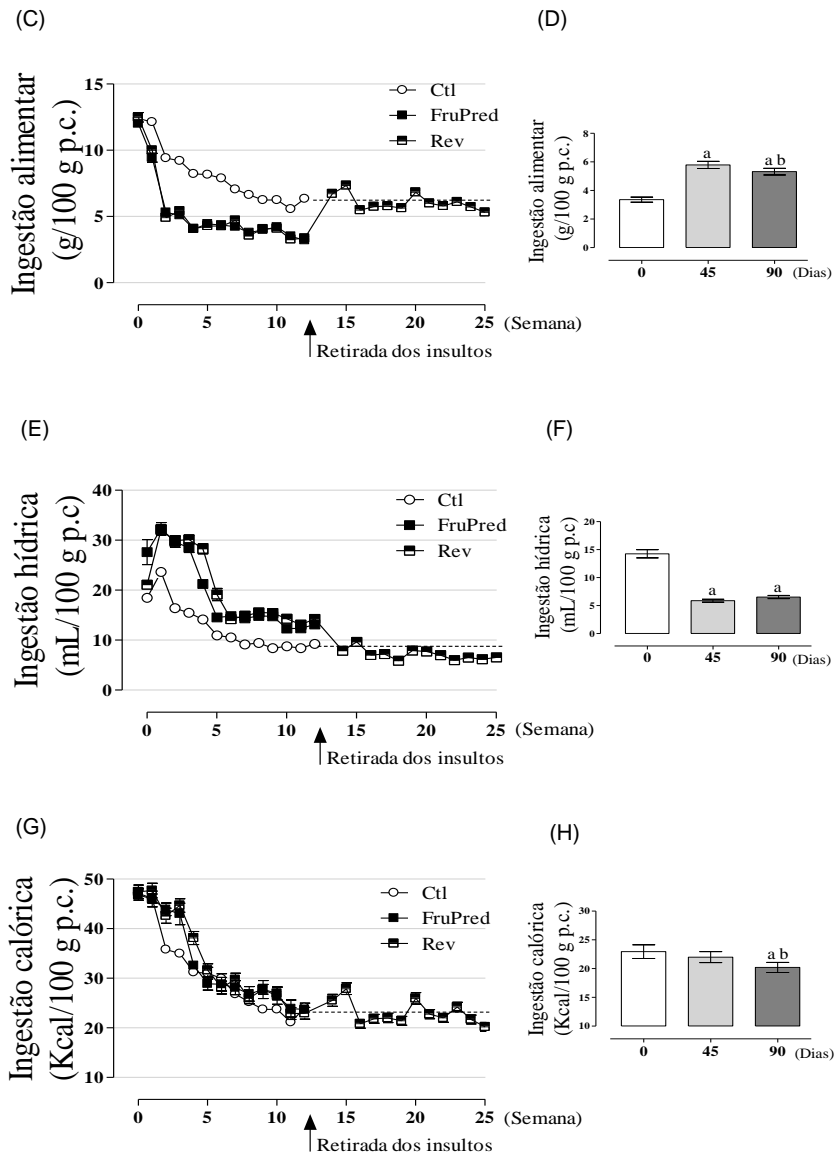 (C)
Ingestão alimentar
(g/100 g p.c.)
15
10
5
0
Ctl
FruPred
Rev
0 5 10 15 20 25 (Semana)
Retirada dos insultos
(D)
Ingestão alimentar
(g/100 g p.c.)
8
6
4
2
0
a
a b
0 45 90 (Dias)
(E)
Ingestão hídrica
(mL/100 g p.c)
40
30
20
10
0
Ctl
FruPred
Rev
0 5 10 15 20 25 (Semana)
Retirada dos insultos
(F)
Ingestão hídrica
(mL/100 g p.c)
20
15
10
5
0
a
a
0 45 90 (Dias)
(G)
Ingestão calórica
(Kcal/100 g p.c.)
50
40
30
20
10
Ctl
FruPred
Rev
0 5 10 15 20 25 (Semana)
Retirada dos insultos
(H)
Ingestão calórica
(Kcal/100 g p.c.)
30
25
20
15
10
a b
0 45 90 (Dias)